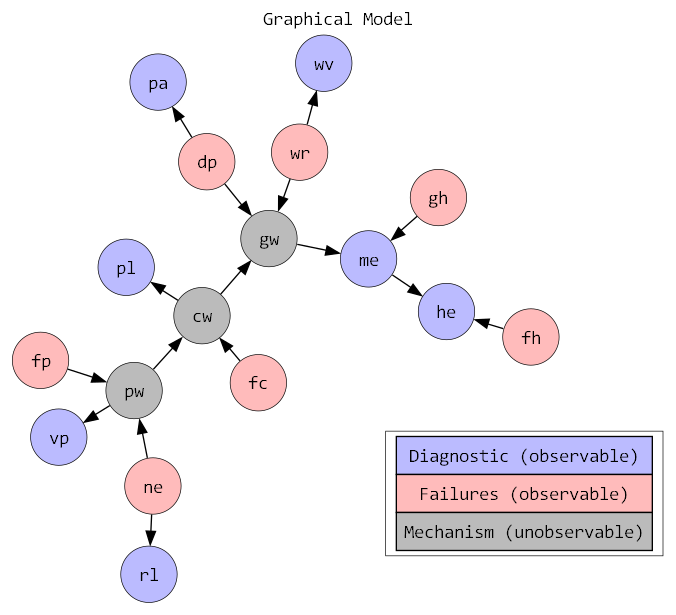 Graphical Model
wv
pa
wr
dp
gh
gw
me
pl
he
cw
fh
fp
fc
pw
vp
ne
rl
Diagnostic (observable)
Failures (observable)
Mechanism (unobservable)